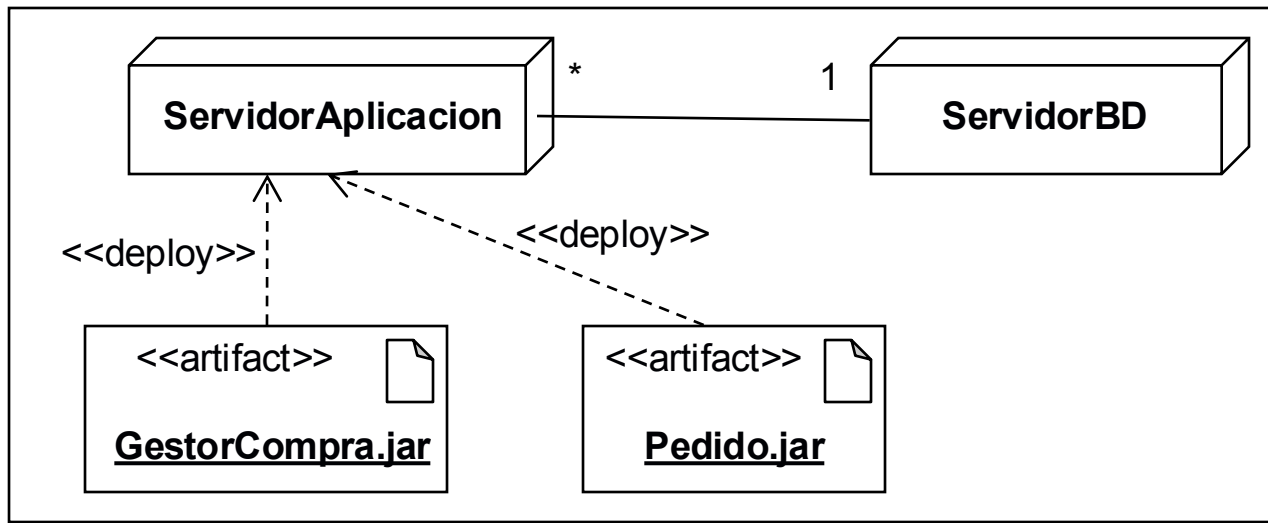 ServidorAplicacion
*
1
ServidorBD
<<deploy>>
<<deploy>>
<<artifact>>
GestorCompra.jar
<<artifact>>
Pedido.jar